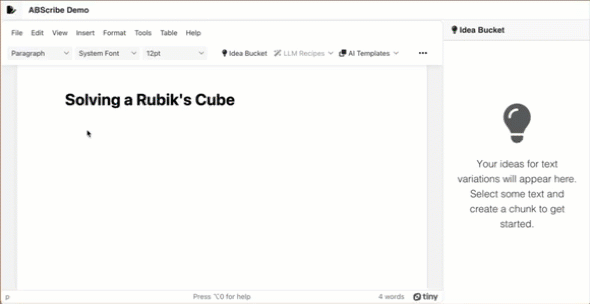 ABScribe Demo
File Edit View Insert Format Tools Table Help
Paragraph System Font 12pt Idea Bucket LLM Recipes AI Templates ...
Idea Bucket
Solving a Rubik's Cube
Your ideas for text
variations will appear here.
Select some text and
create a chunk to get
started.
p Press ⌥0 for help 4 words tiny